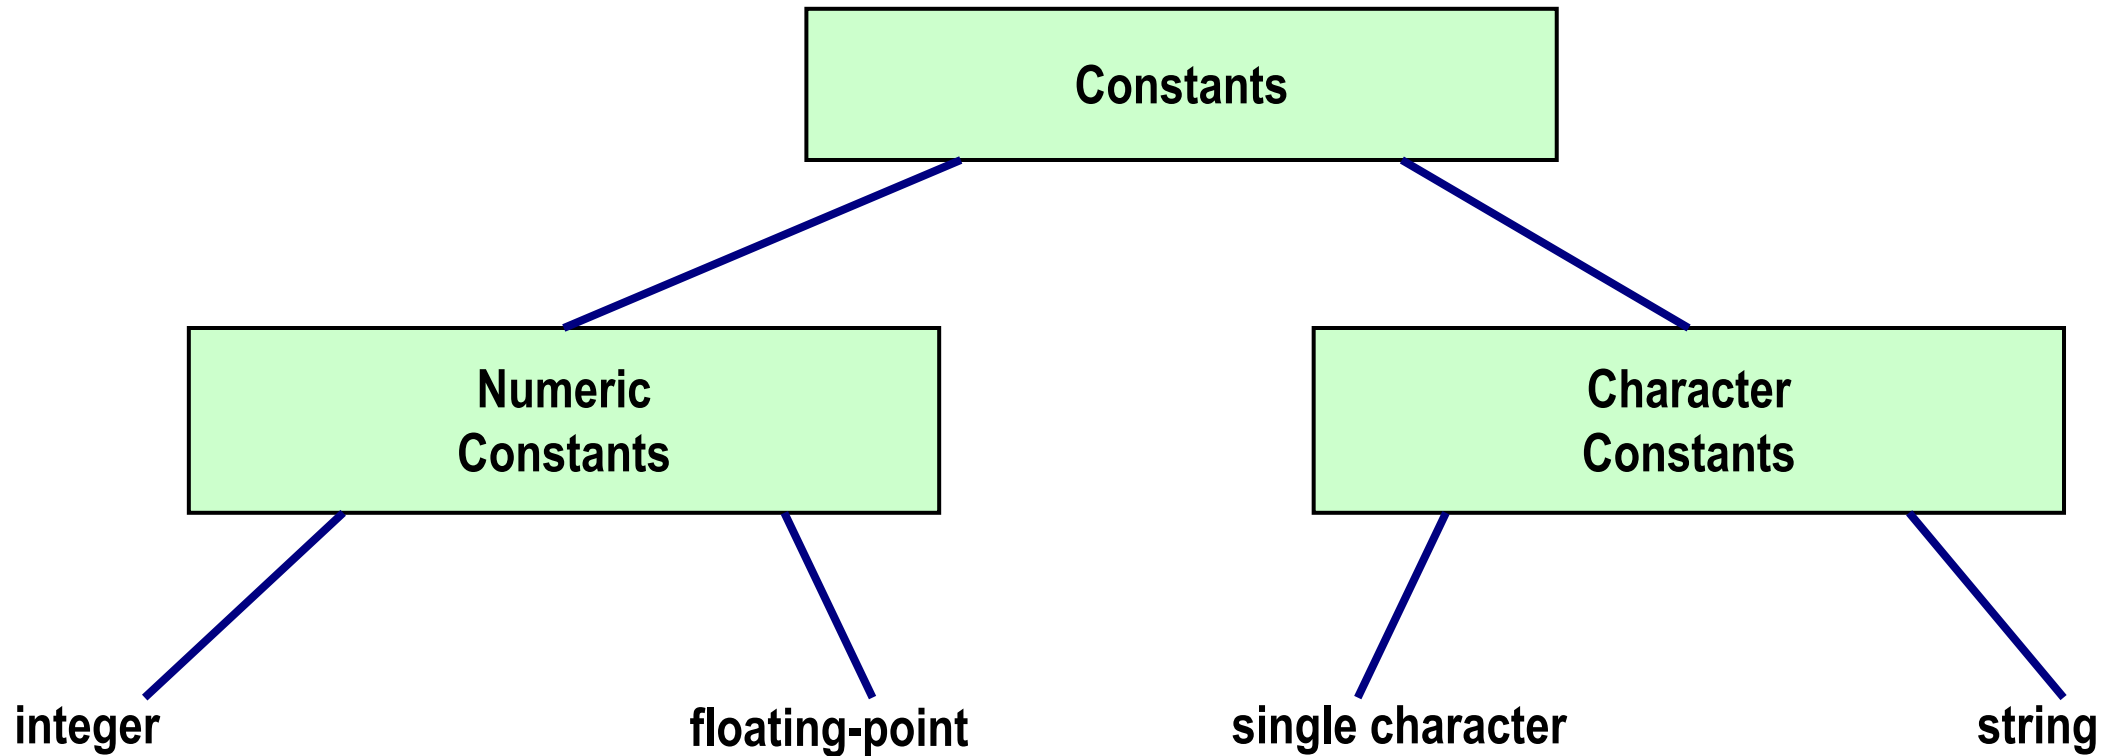 Constants
Numeric
Constants
Character
Constants
integer
floating-point
single character
string